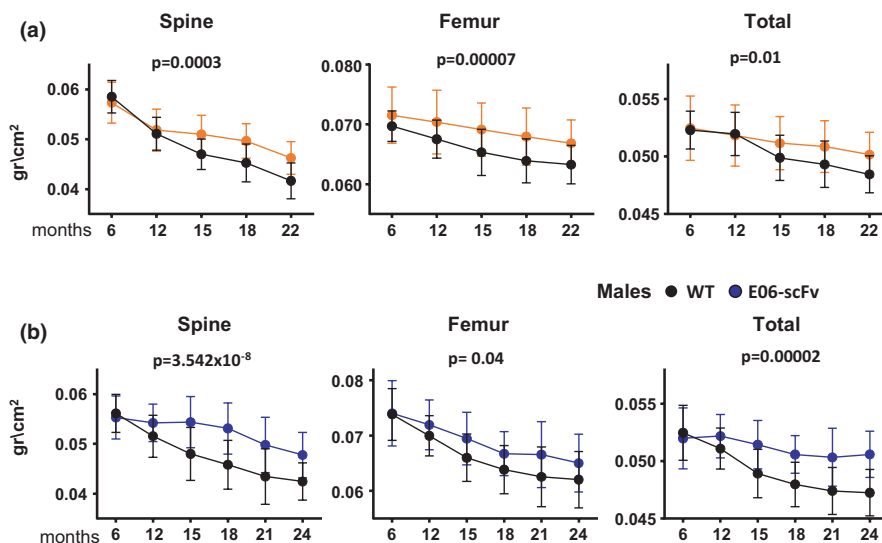 (a)
Spine Femur Total
p=0.0003 p=0.00007 p=0.01
gr\cm²
0.06
0.05
0.04
0.080
0.070
0.060
0.055
0.050
0.045
months 6 12 15 18 22 6 12 15 18 22 6 12 15 18 22
Males WT E06-scFv
(b)
Spine Femur Total
p=3.542x10⁻⁸ p= 0.04 p=0.00002
gr\cm²
0.06
0.05
0.04
0.08
0.07
0.06
0.055
0.050
0.045
months 6 12 15 18 21 24 6 12 15 18 21 24 6 12 15 18 21 24